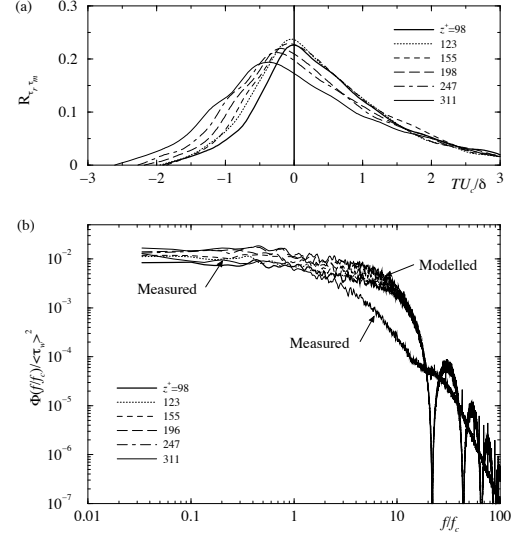 (a)
0.3
0.2
0.1
0
R_{τ_r τ_m}
z⁺=98
123
155
198
247
311
−3 −2 −1 0 1 2 3
TU_c/δ
(b)
10⁻²
10⁻³
10⁻⁴
10⁻⁵
10⁻⁶
10⁻⁷
Φ(f/f_c)/<τ_w>²
Modelled
Measured
Measured
z⁺=98
123
155
196
247
311
0.01 0.1 1 10 100
f/f_c